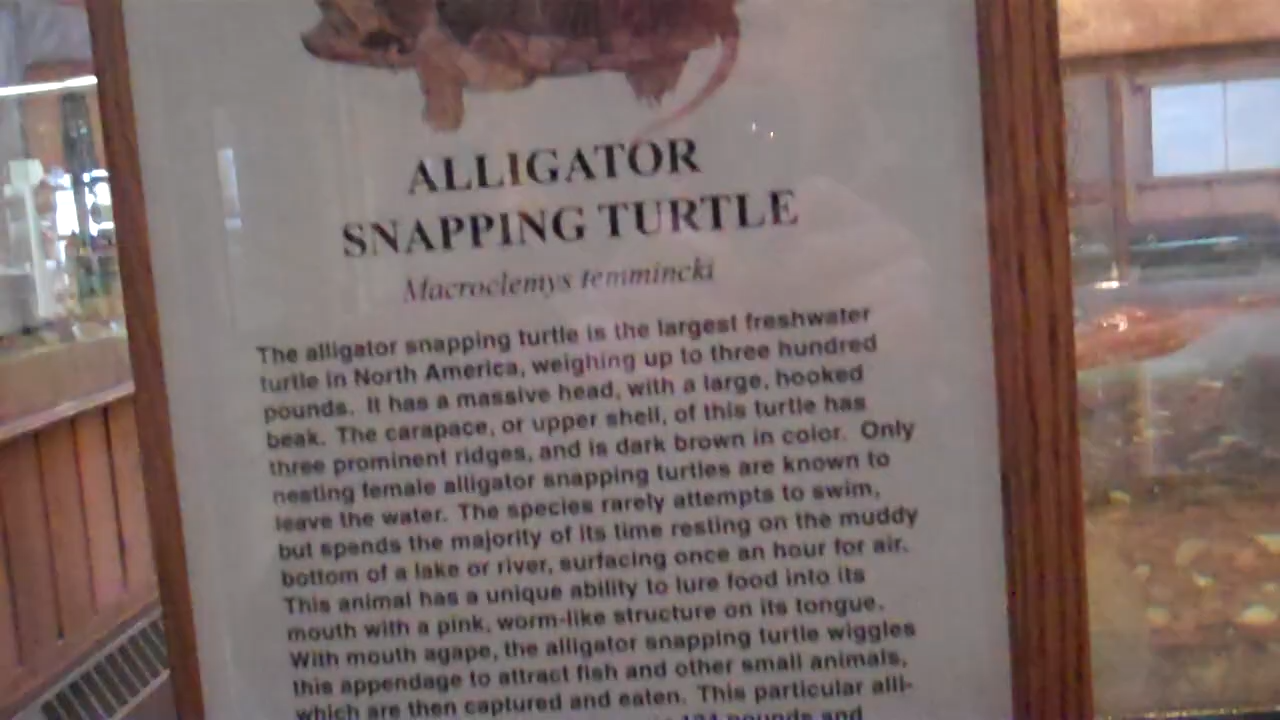 ALLIGATOR
SNAPPING TURTLE
Macroclemys temmincki
The alligator snapping turtle is the largest freshwater
turtle in North America, weighing up to three hundred
pounds. It has a massive head, with a large, hooked
beak. The carapace, or upper shell, of this turtle has
three prominent ridges, and is dark brown in color. Only
nesting female alligator snapping turtles are known to
leave the water. The species rarely attempts to swim,
but spends the majority of its time resting on the muddy
bottom of a lake or river, surfacing once an hour for air.
This animal has a unique ability to lure food into its
mouth with a pink, worm-like structure on its tongue.
With mouth agape, the alligator snapping turtle wiggles
this appendage to attract fish and other small animals,
which are then captured and eaten. This particular alli-
pounds and